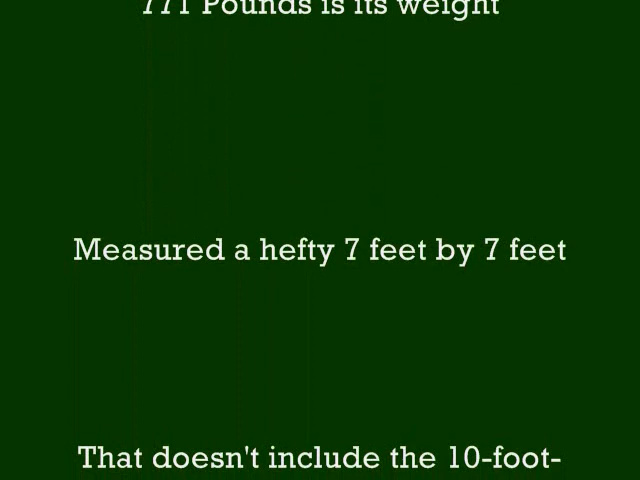 771 Pounds is its weight
Measured a hefty 7 feet by 7 feet
That doesn't include the 10-foot-